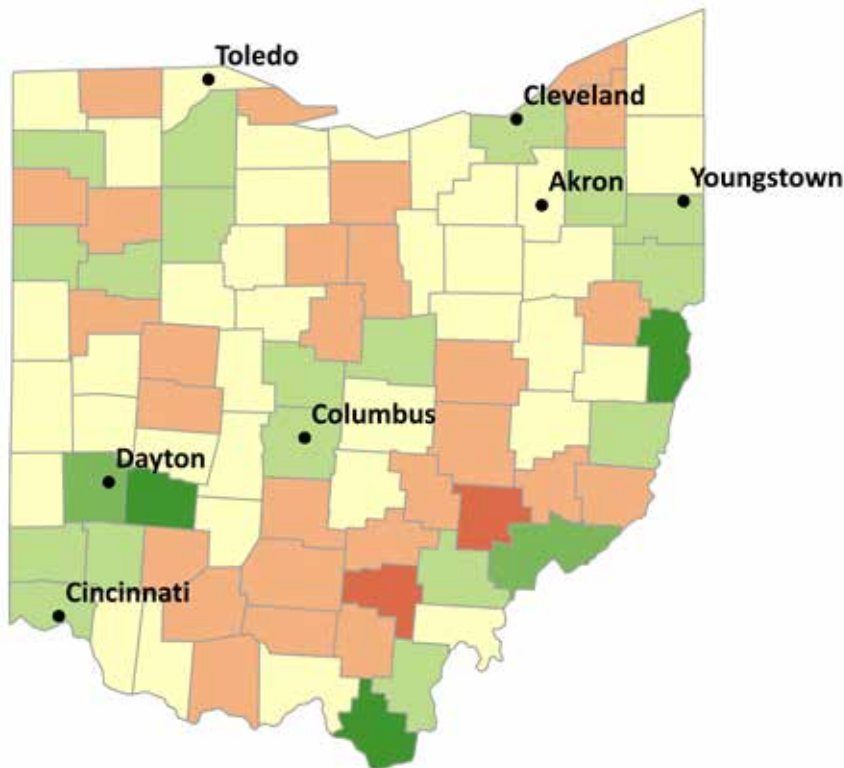 Toledo
Cleveland
Akron
Youngstown
Columbus
Dayton
Cincinnati